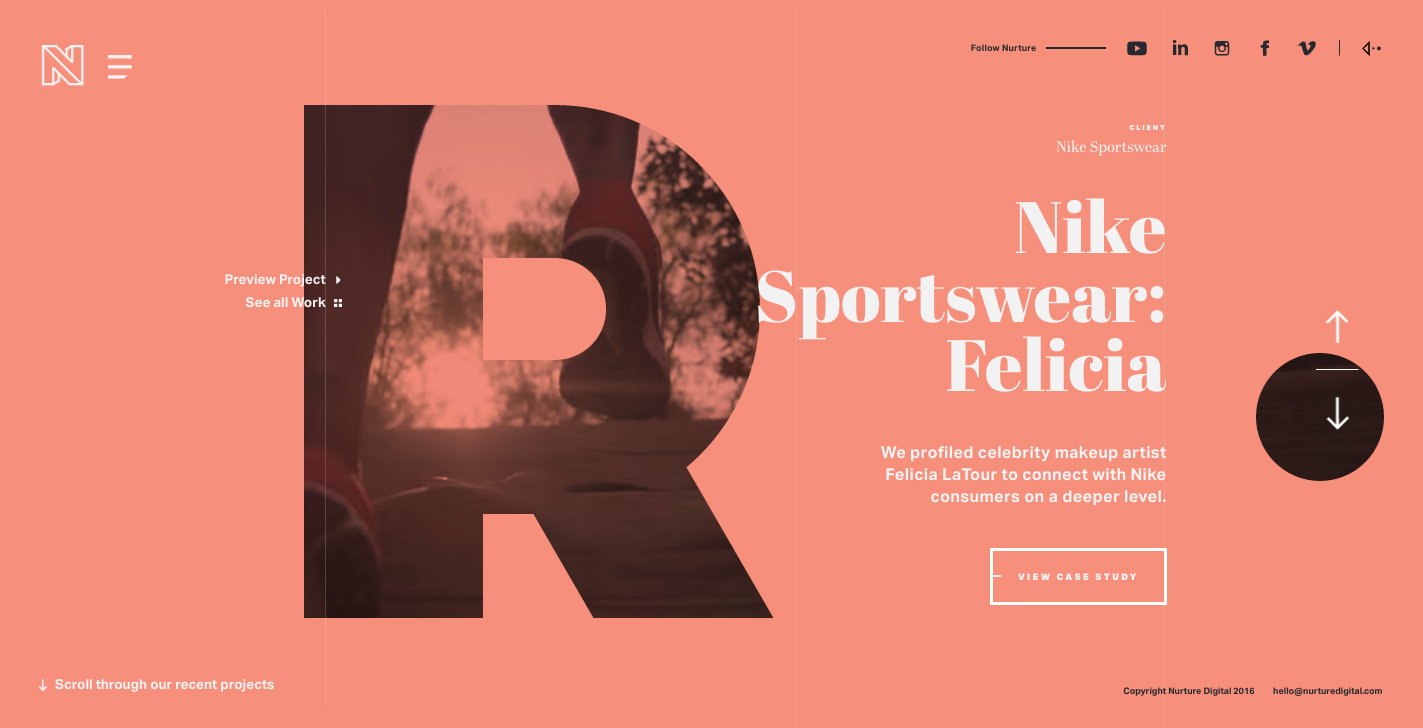 Follow Nurture
CLIENT
Nike Sportswear
Nike
Sportswear:
Felicia
Preview Project
See all Work
R
We profiled celebrity makeup artist
Felicia LaTour to connect with Nike
consumers on a deeper level.
VIEW CASE STUDY
Scroll through our recent projects
Copyright Nurture Digital 2016 hello@nurturedigital.com